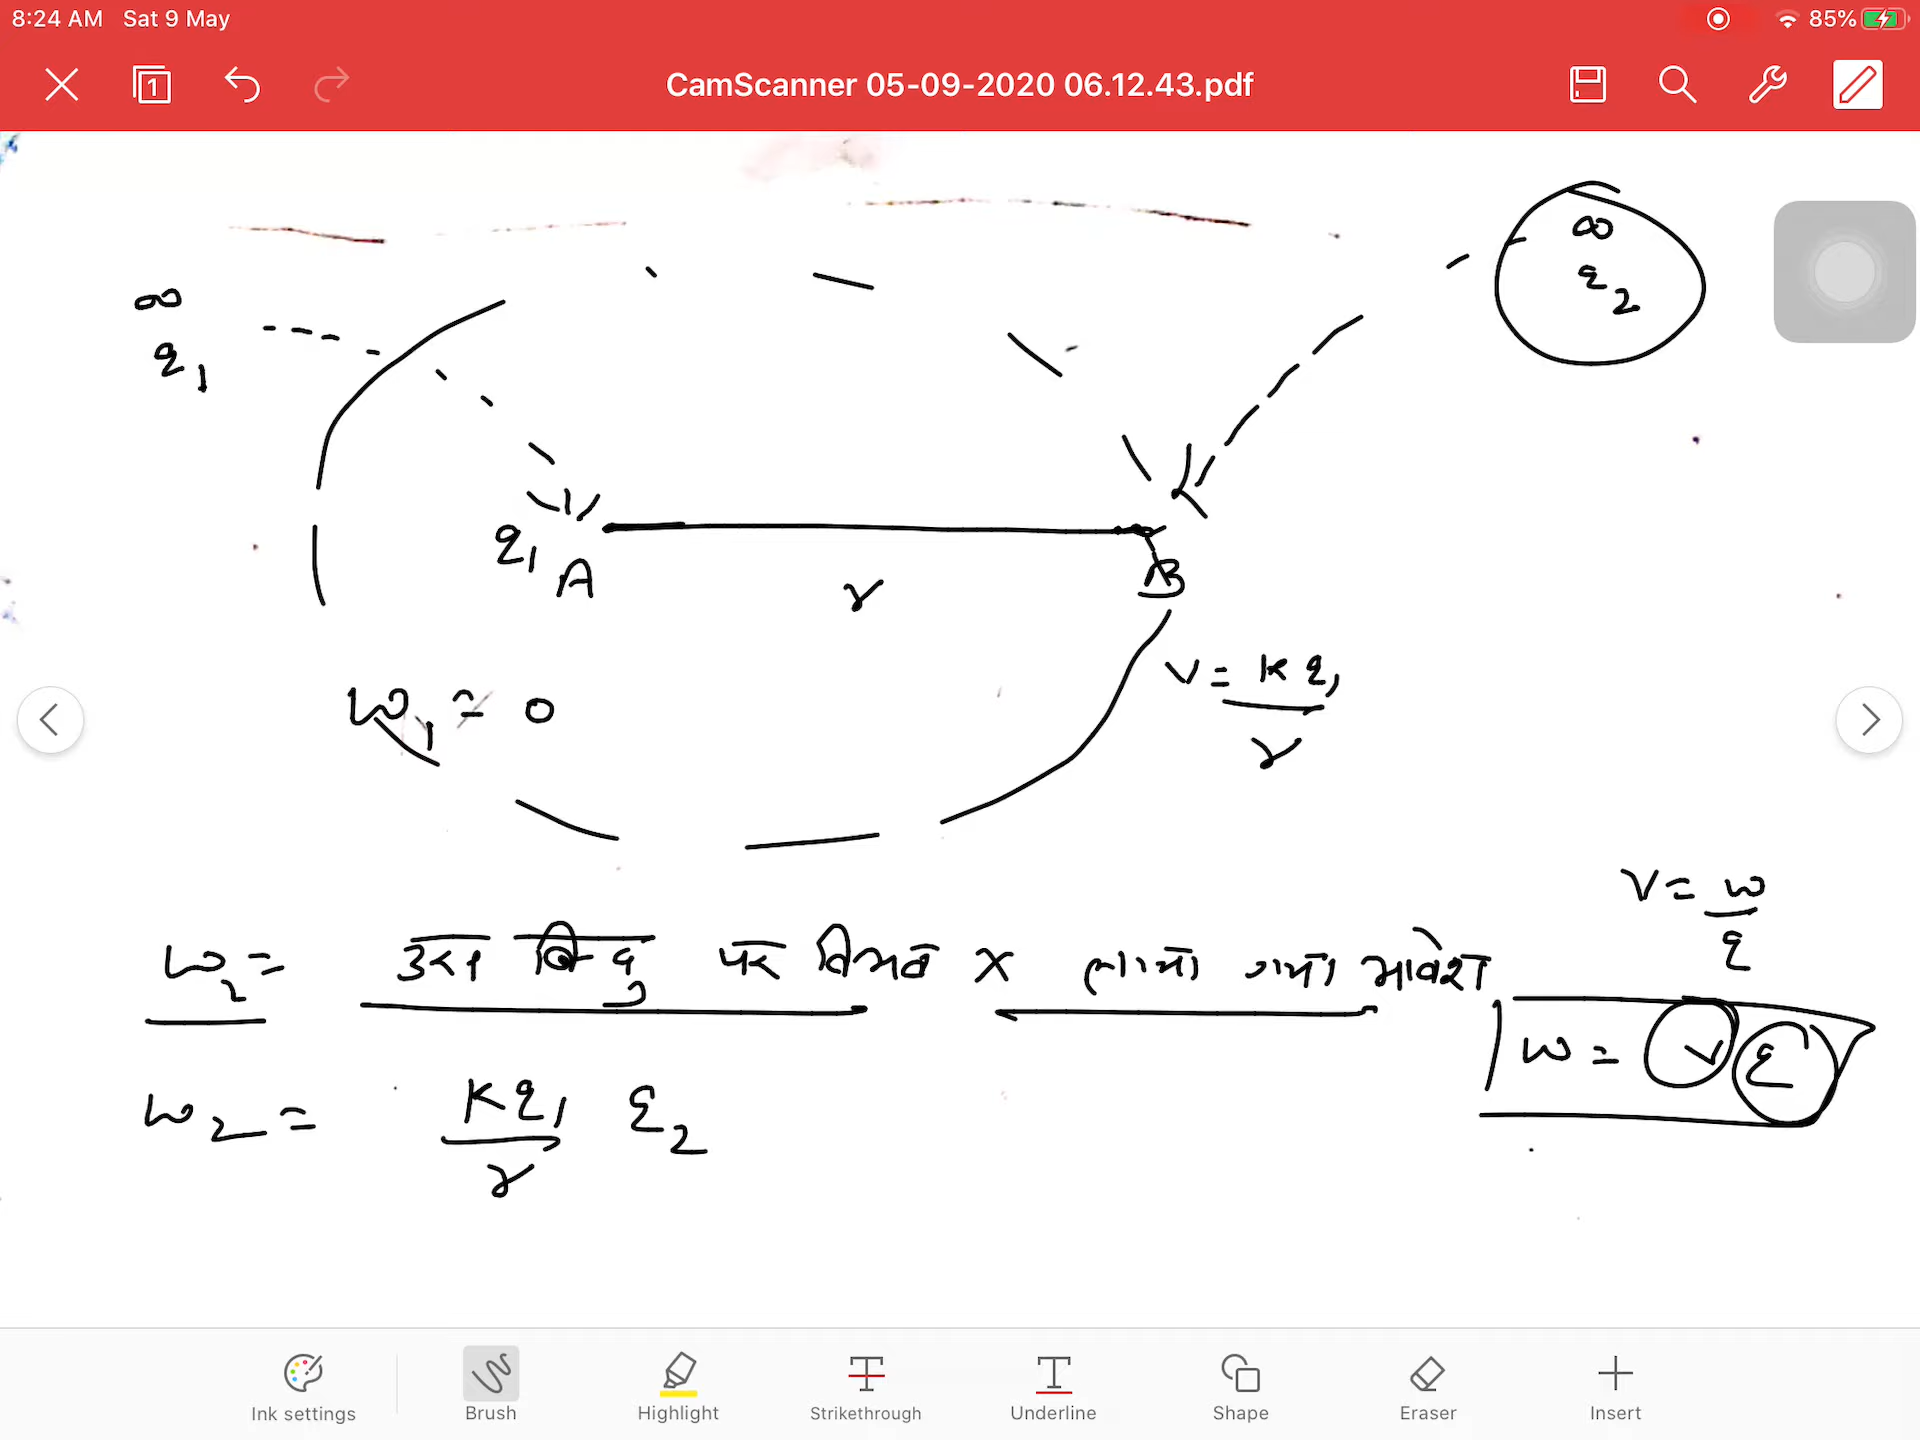 8:24 AM Sat 9 May
85%
1
CamScanner 05-09-2020 06.12.43.pdf
∞
q₁
∞
q₂
q₁ A
r
B
w₁ = 0
V = Kq₁
r
V = w
q
w₂ = उस बिन्दु पर विभव × लाया गया आवेश
w = V q
w₂ = Kq₁ q₂
r
Ink settings
Brush
Highlight
Strikethrough
Underline
Shape
Eraser
Insert